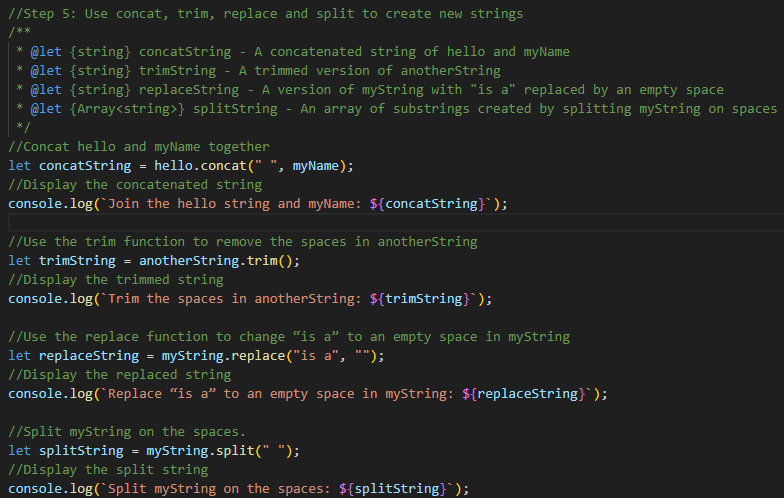 //Step 5: Use concat, trim, replace and split to create new strings
/**
 * @let {string} concatString - A concatenated string of hello and myName
 * @let {string} trimString - A trimmed version of anotherString
 * @let {string} replaceString - A version of myString with "is a" replaced by an empty space
 * @let {Array<string>} splitString - An array of substrings created by splitting myString on spaces
 */
//Concat hello and myName together
let concatString = hello.concat(" ", myName);
//Display the concatenated string
console.log(`Join the hello string and myName: ${concatString}`);
//Use the trim function to remove the spaces in anotherString
let trimString = anotherString.trim();
//Display the trimmed string
console.log(`Trim the spaces in anotherString: ${trimString}`);
//Use the replace function to change “is a” to an empty space in myString
let replaceString = myString.replace("is a", "");
//Display the replaced string
console.log(`Replace “is a” to an empty space in myString: ${replaceString}`);
//Split myString on the spaces.
let splitString = myString.split(" ");
//Display the split string
console.log(`Split myString on the spaces: ${splitString}`);